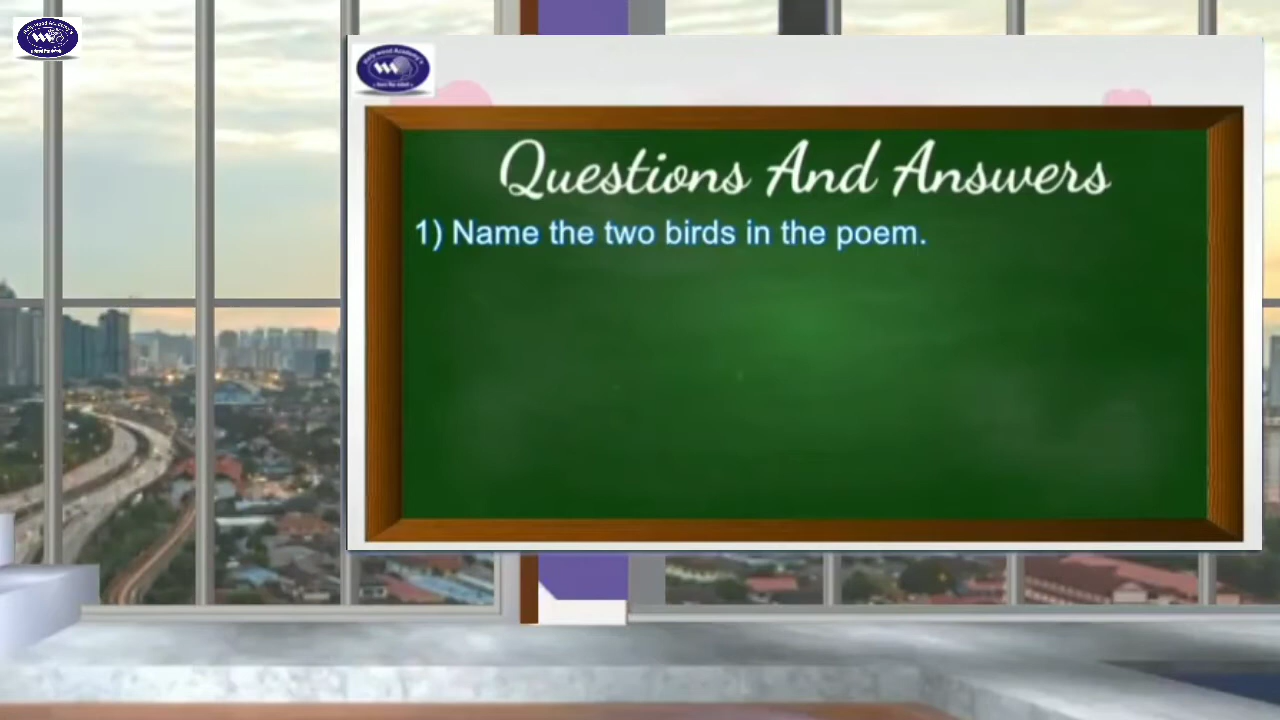 Questions And Answers
1) Name the two birds in the poem.